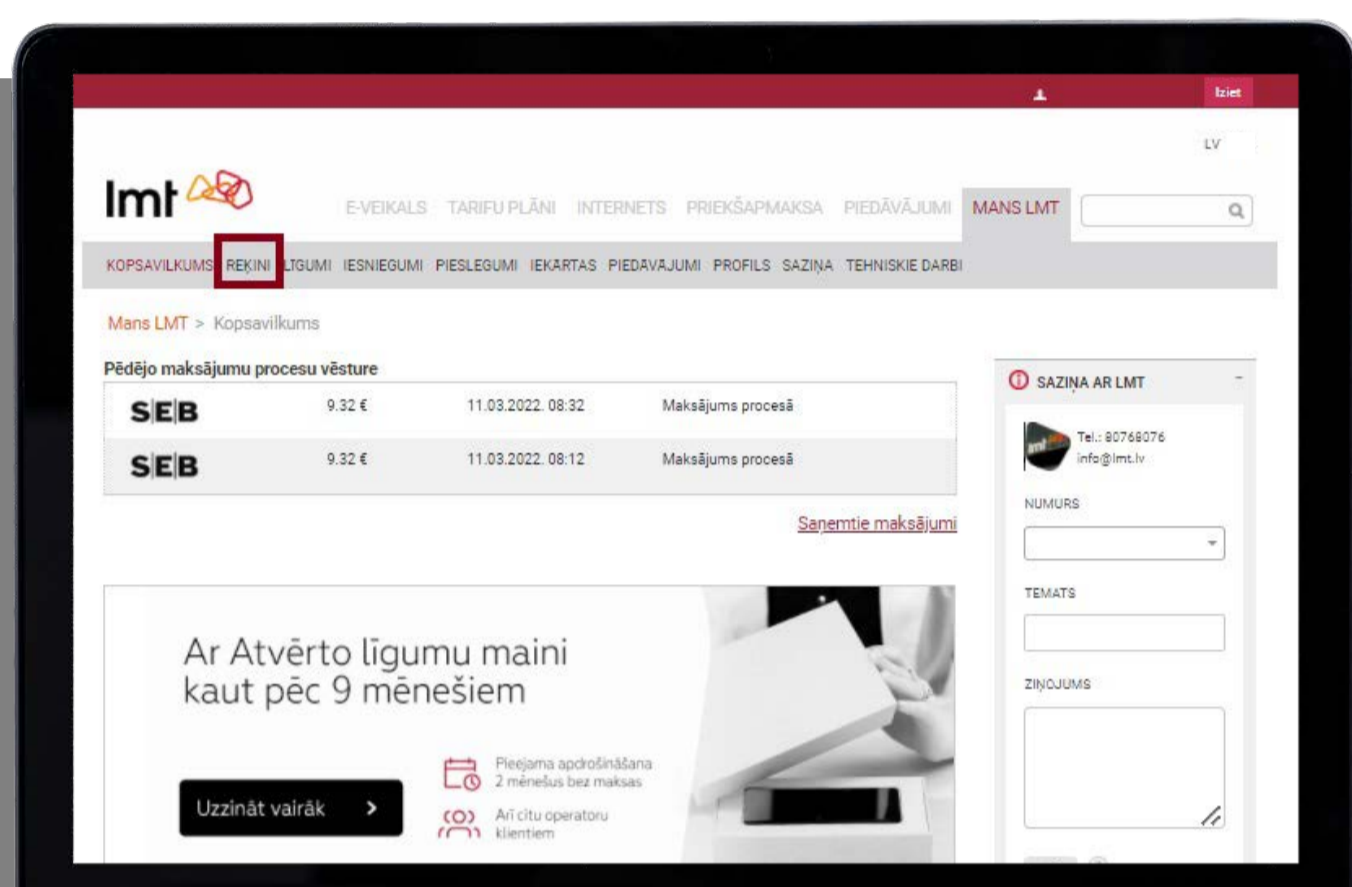 Iziet
LV
lmt
E-VEIKALS TARIFU PLĀNI INTERNETS PRIEKŠAPMAKSA PIEDĀVĀJUMI MANS LMT
KOPSAVILKUMS RĒĶINI LĪGUMI IESNIEGUMI PIESLĒGUMI IEKĀRTAS PIEDĀVĀJUMI PROFILS SAZIŅA TEHNISKIE DARBI
Mans LMT > Kopsavilkums
Pēdējo maksājumu procesu vēsture
SEB 9.32 € 11.03.2022. 08:32 Maksājums procesā
SEB 9.32 € 11.03.2022. 08:12 Maksājums procesā
Saņemtie maksājumi
Ar Atvērto līgumu maini
kaut pēc 9 mēnešiem
Pieejama apdrošināšana
2 mēnešus bez maksas
Arī citu operatoru
klientiem
Uzzināt vairāk >
SAZIŅA AR LMT -
Tel.: 80768076
info@lmt.lv
NUMURS
TEMATS
ZIŅOJUMS